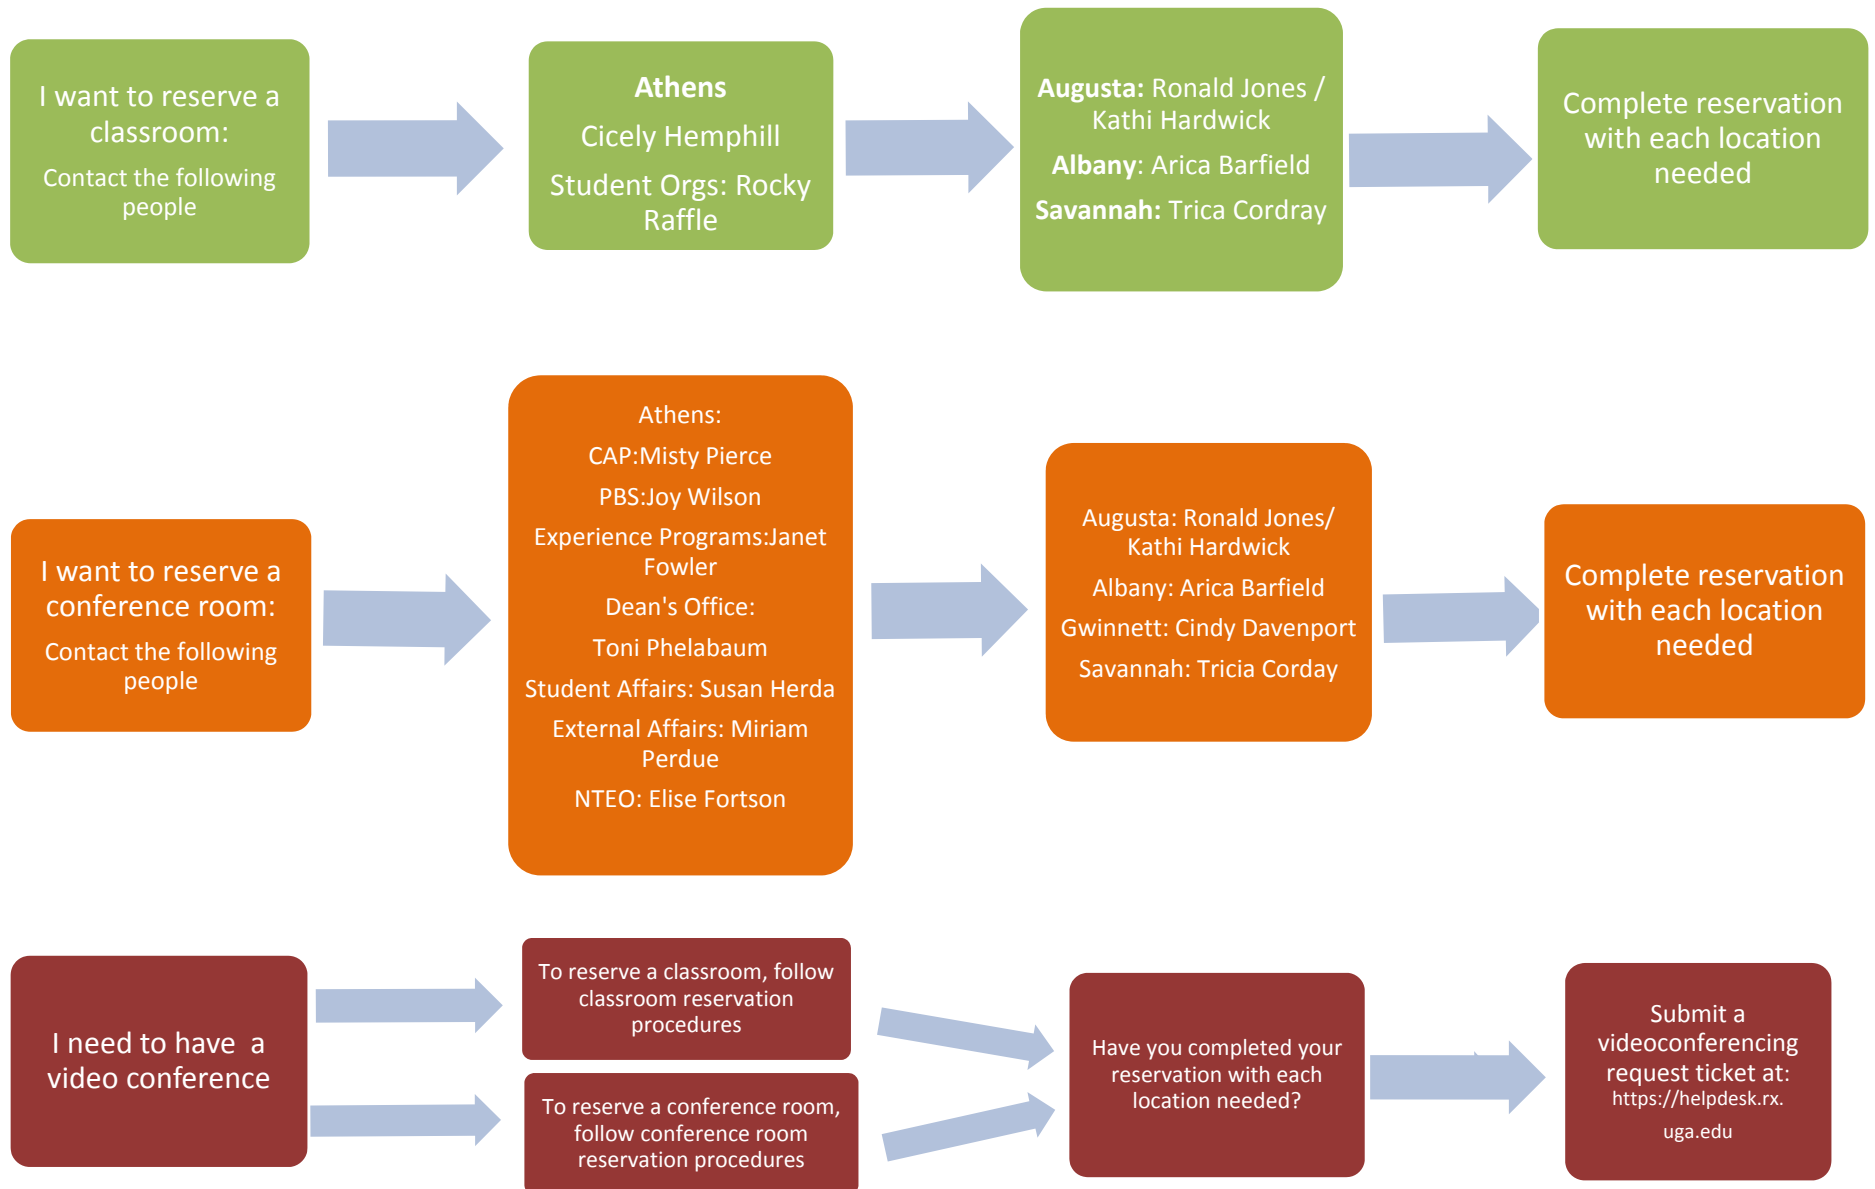 I want to reserve a
classroom:
Contact the following
people
Athens
Cicely Hemphill
Student Orgs: Rocky
Raffle
Augusta: Ronald Jones /
Kathi Hardwick
Albany: Arica Barfield
Savannah: Trica Cordray
Complete reservation
with each location
needed
I want to reserve a
conference room:
Contact the following
people
Athens:
CAP:Misty Pierce
PBS:Joy Wilson
Experience Programs:Janet
Fowler
Dean's Office:
Toni Phelabaum
Student Affairs: Susan Herda
External Affairs: Miriam
Perdue
NTEO: Elise Fortson
Augusta: Ronald Jones/
Kathi Hardwick
Albany: Arica Barfield
Gwinnett: Cindy Davenport
Savannah: Tricia Corday
Complete reservation
with each location
needed
I need to have  a
video conference
To reserve a classroom, follow
classroom reservation
procedures
To reserve a conference room,
follow conference room
reservation procedures
Have you completed your
reservation with each
location needed?
Submit a
videoconferencing
request ticket at:
https://helpdesk.rx.
uga.edu